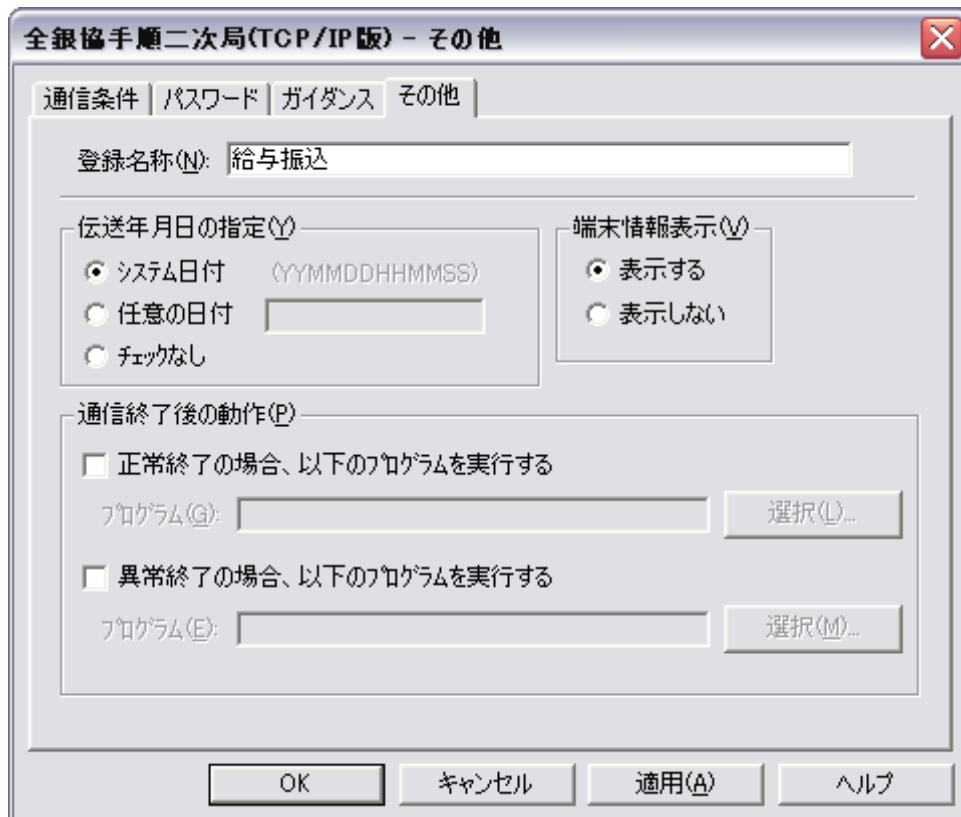 全銀協手順二次局(TCP/IP版) - その他
通信条件 パスワード ガイダンス その他
登録名称(N): 給与振込
伝送年月日の指定(Y)
システム日付 (YYMMDDHHMMSS)
任意の日付
チェックなし
端末情報表示(V)
表示する
表示しない
通信終了後の動作(P)
正常終了の場合、以下のプログラムを実行する
プログラム(G): 選択(L)...
異常終了の場合、以下のプログラムを実行する
プログラム(E): 選択(M)...
OK キャンセル 適用(A) ヘルプ